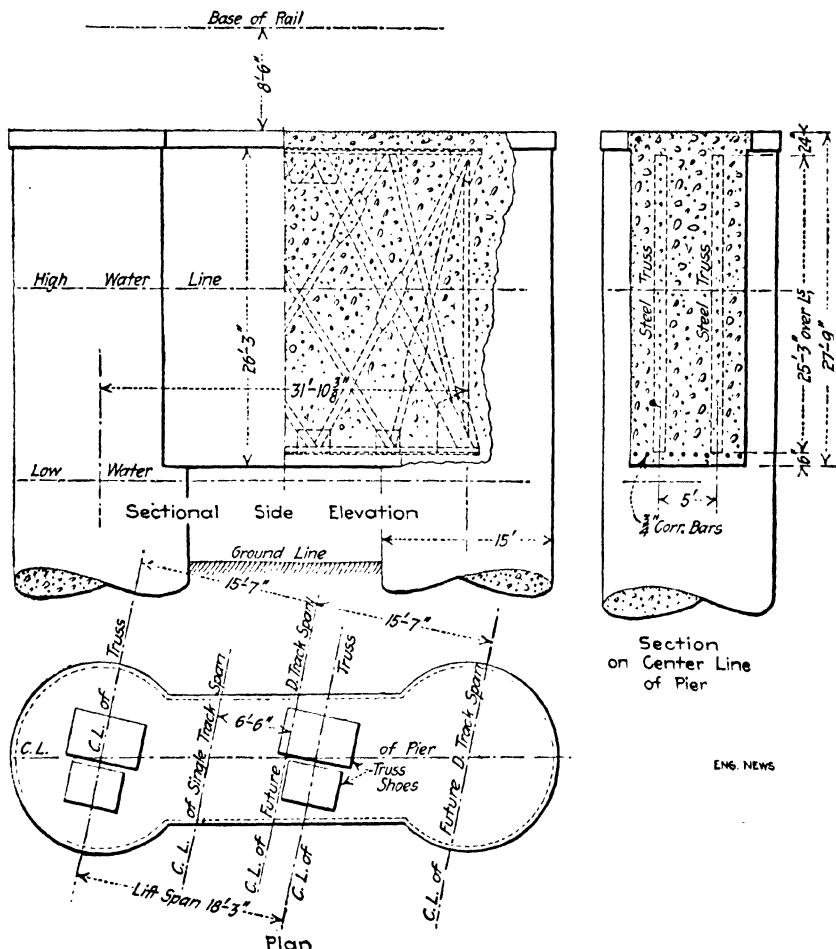 Base of Rail
8'-6"
High Water Line
26'-3"
31'-10 3/8"
Low Water
Sectional Side Elevation
Ground Line
15'
15'-7"
15'-7"
24"
Steel Truss
Steel Truss
25'-3" over Ls
27'-9"
6"
5'
3/4" Corr. Bars
Section
on Center Line
of Pier
C.L. of Truss
C.L. of Single Track Span
6'-6"
C.L. of Future D. Track Span
C.L. of Truss
C.L. of Pier
Truss
Shoes
C.L. of Future D. Track Span
Lift Span 18'-3"
Plan
ENG. NEWS